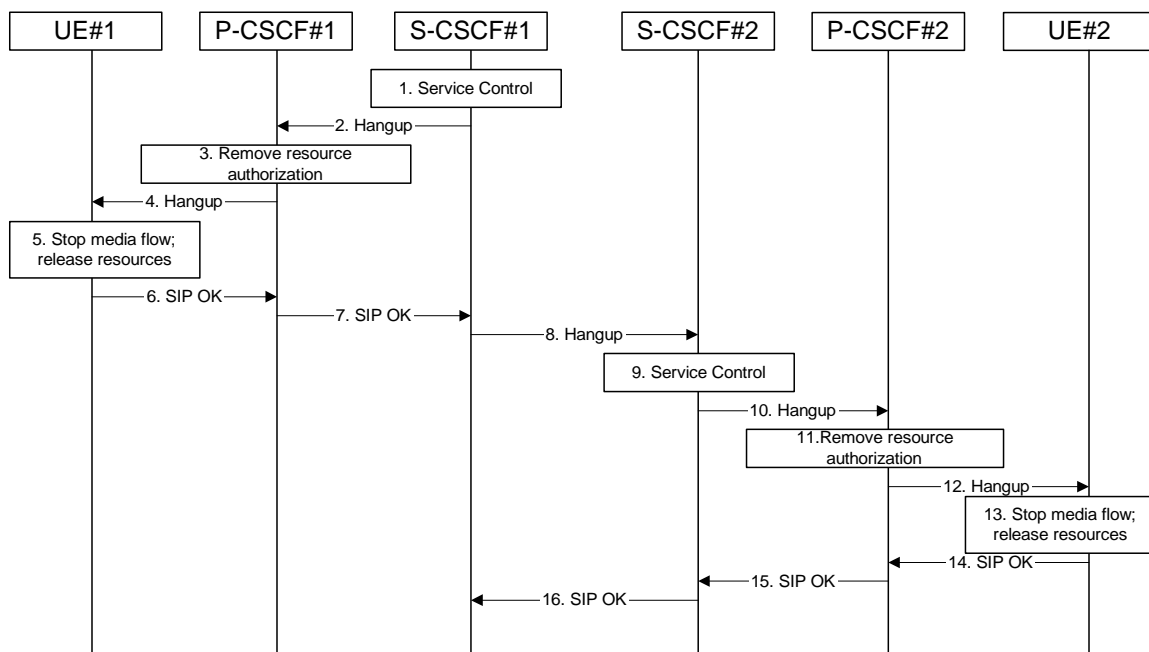 UE#1
P-CSCF#1
S-CSCF#1
S-CSCF#2
P-CSCF#2
UE#2
1. Service Control
2. Hangup
3. Remove resource
authorization
4. Hangup
5. Stop media flow;
release resources
6. SIP OK
7. SIP OK
8. Hangup
9. Service Control
10. Hangup
11.Remove resource
authorization
12. Hangup
13. Stop media flow;
release resources
14. SIP OK
15. SIP OK
16. SIP OK